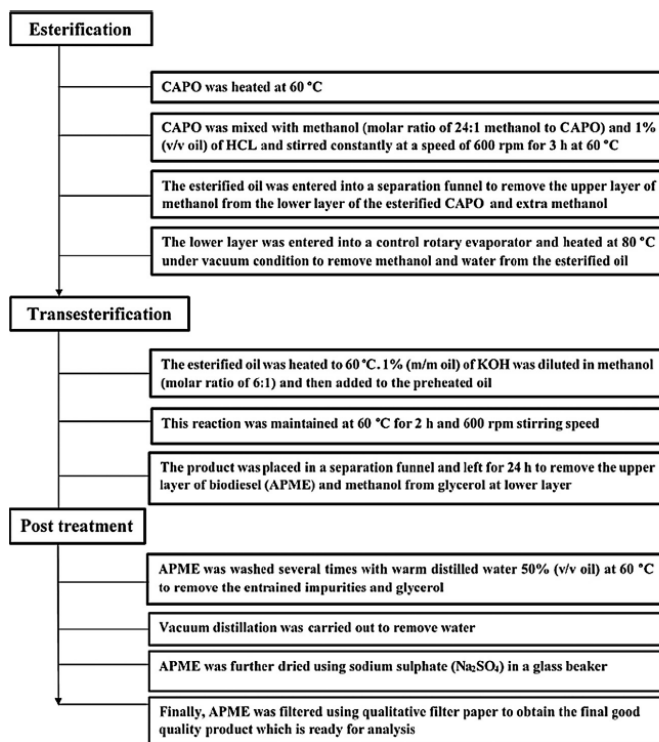 Esterification
CAPO was heated at 60 °C
CAPO was mixed with methanol (molar ratio of 24:1 methanol to CAPO) and 1%
(v/v oil) of HCL and stirred constantly at a speed of 600 rpm for 3 h at 60 °C
The esterified oil was entered into a separation funnel to remove the upper layer of
methanol from the lower layer of the esterified CAPO and extra methanol
The lower layer was entered into a control rotary evaporator and heated at 80 °C
under vacuum condition to remove methanol and water from the esterified oil
Transesterification
The esterified oil was heated to 60 °C. 1% (m/m oil) of KOH was diluted in methanol
(molar ratio of 6:1) and then added to the preheated oil
This reaction was maintained at 60 °C for 2 h and 600 rpm stirring speed
The product was placed in a separation funnel and left for 24 h to remove the upper
layer of biodiesel (APME) and methanol from glycerol at lower layer
Post treatment
APME was washed several times with warm distilled water 50% (v/v oil) at 60 °C
to remove the entrained impurities and glycerol
Vacuum distillation was carried out to remove water
APME was further dried using sodium sulphate (Na₂SO₄) in a glass beaker
Finally, APME was filtered using qualitative filter paper to obtain the final good
quality product which is ready for analysis